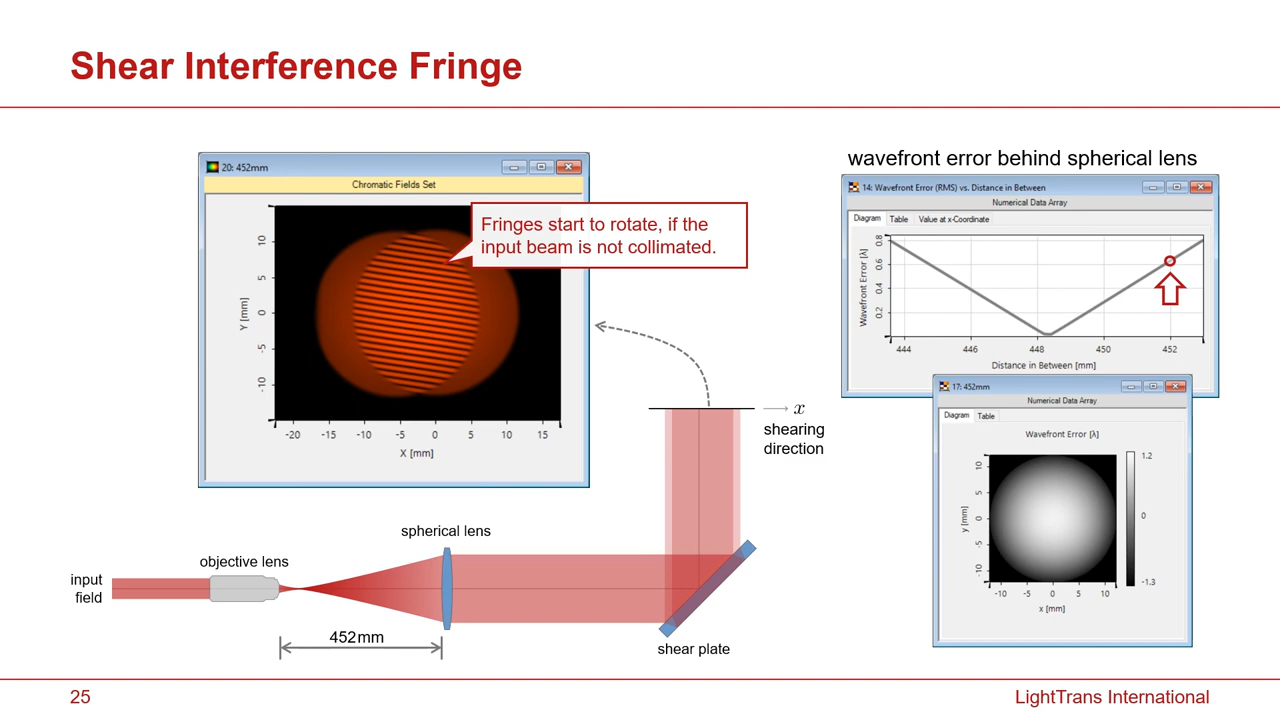 Shear Interference Fringe
20: 452mm
Chromatic Fields Set
Fringes start to rotate, if the
input beam is not collimated.
10
5
0
-5
-10
Y [mm]
-20 -15 -10 -5 0 5 10 15
X [mm]
wavefront error behind spherical lens
14: Wavefront Error (RMS) vs. Distance in Between
Numerical Data Array
Diagram Table Value at x-Coordinate
0.8
0.6
0.4
0.2
Wavefront Error [λ]
444 446 448 450 452
Distance in Between [mm]
17: 452mm
Numerical Data Array
Diagram Table
Wavefront Error [λ]
10
5
0
-5
-10
y [mm]
-10 -5 0 5 10
x [mm]
1.2
0
-1.3
x
shearing
direction
spherical lens
objective lens
input
field
452mm
shear plate
25
LightTrans International